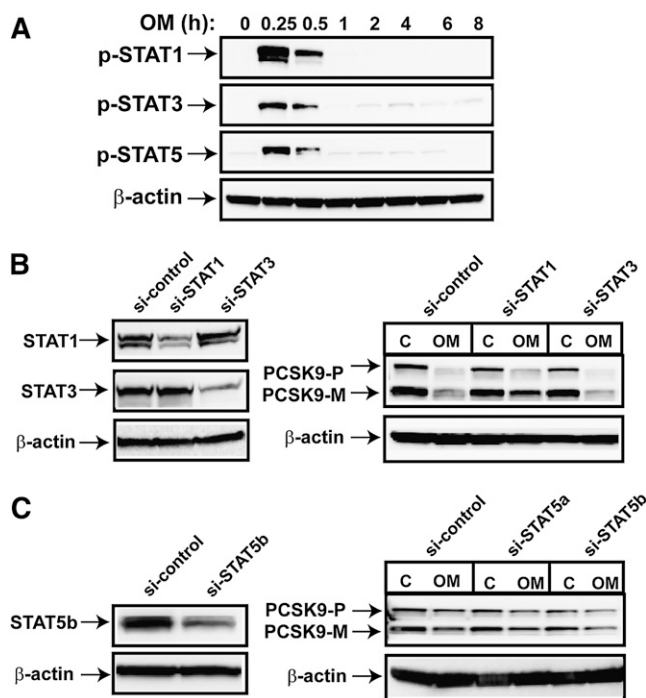 A
OM (h): 0 0.25 0.5 1 2 4 6 8
p-STAT1
p-STAT3
p-STAT5
β-actin
B
si-control si-STAT1 si-STAT3
STAT1
STAT3
β-actin
si-control si-STAT1 si-STAT3
C OM C OM C OM
PCSK9-P
PCSK9-M
β-actin
C
si-control si-STAT5b
STAT5b
β-actin
si-control si-STAT5a si-STAT5b
C OM C OM C OM
PCSK9-P
PCSK9-M
β-actin